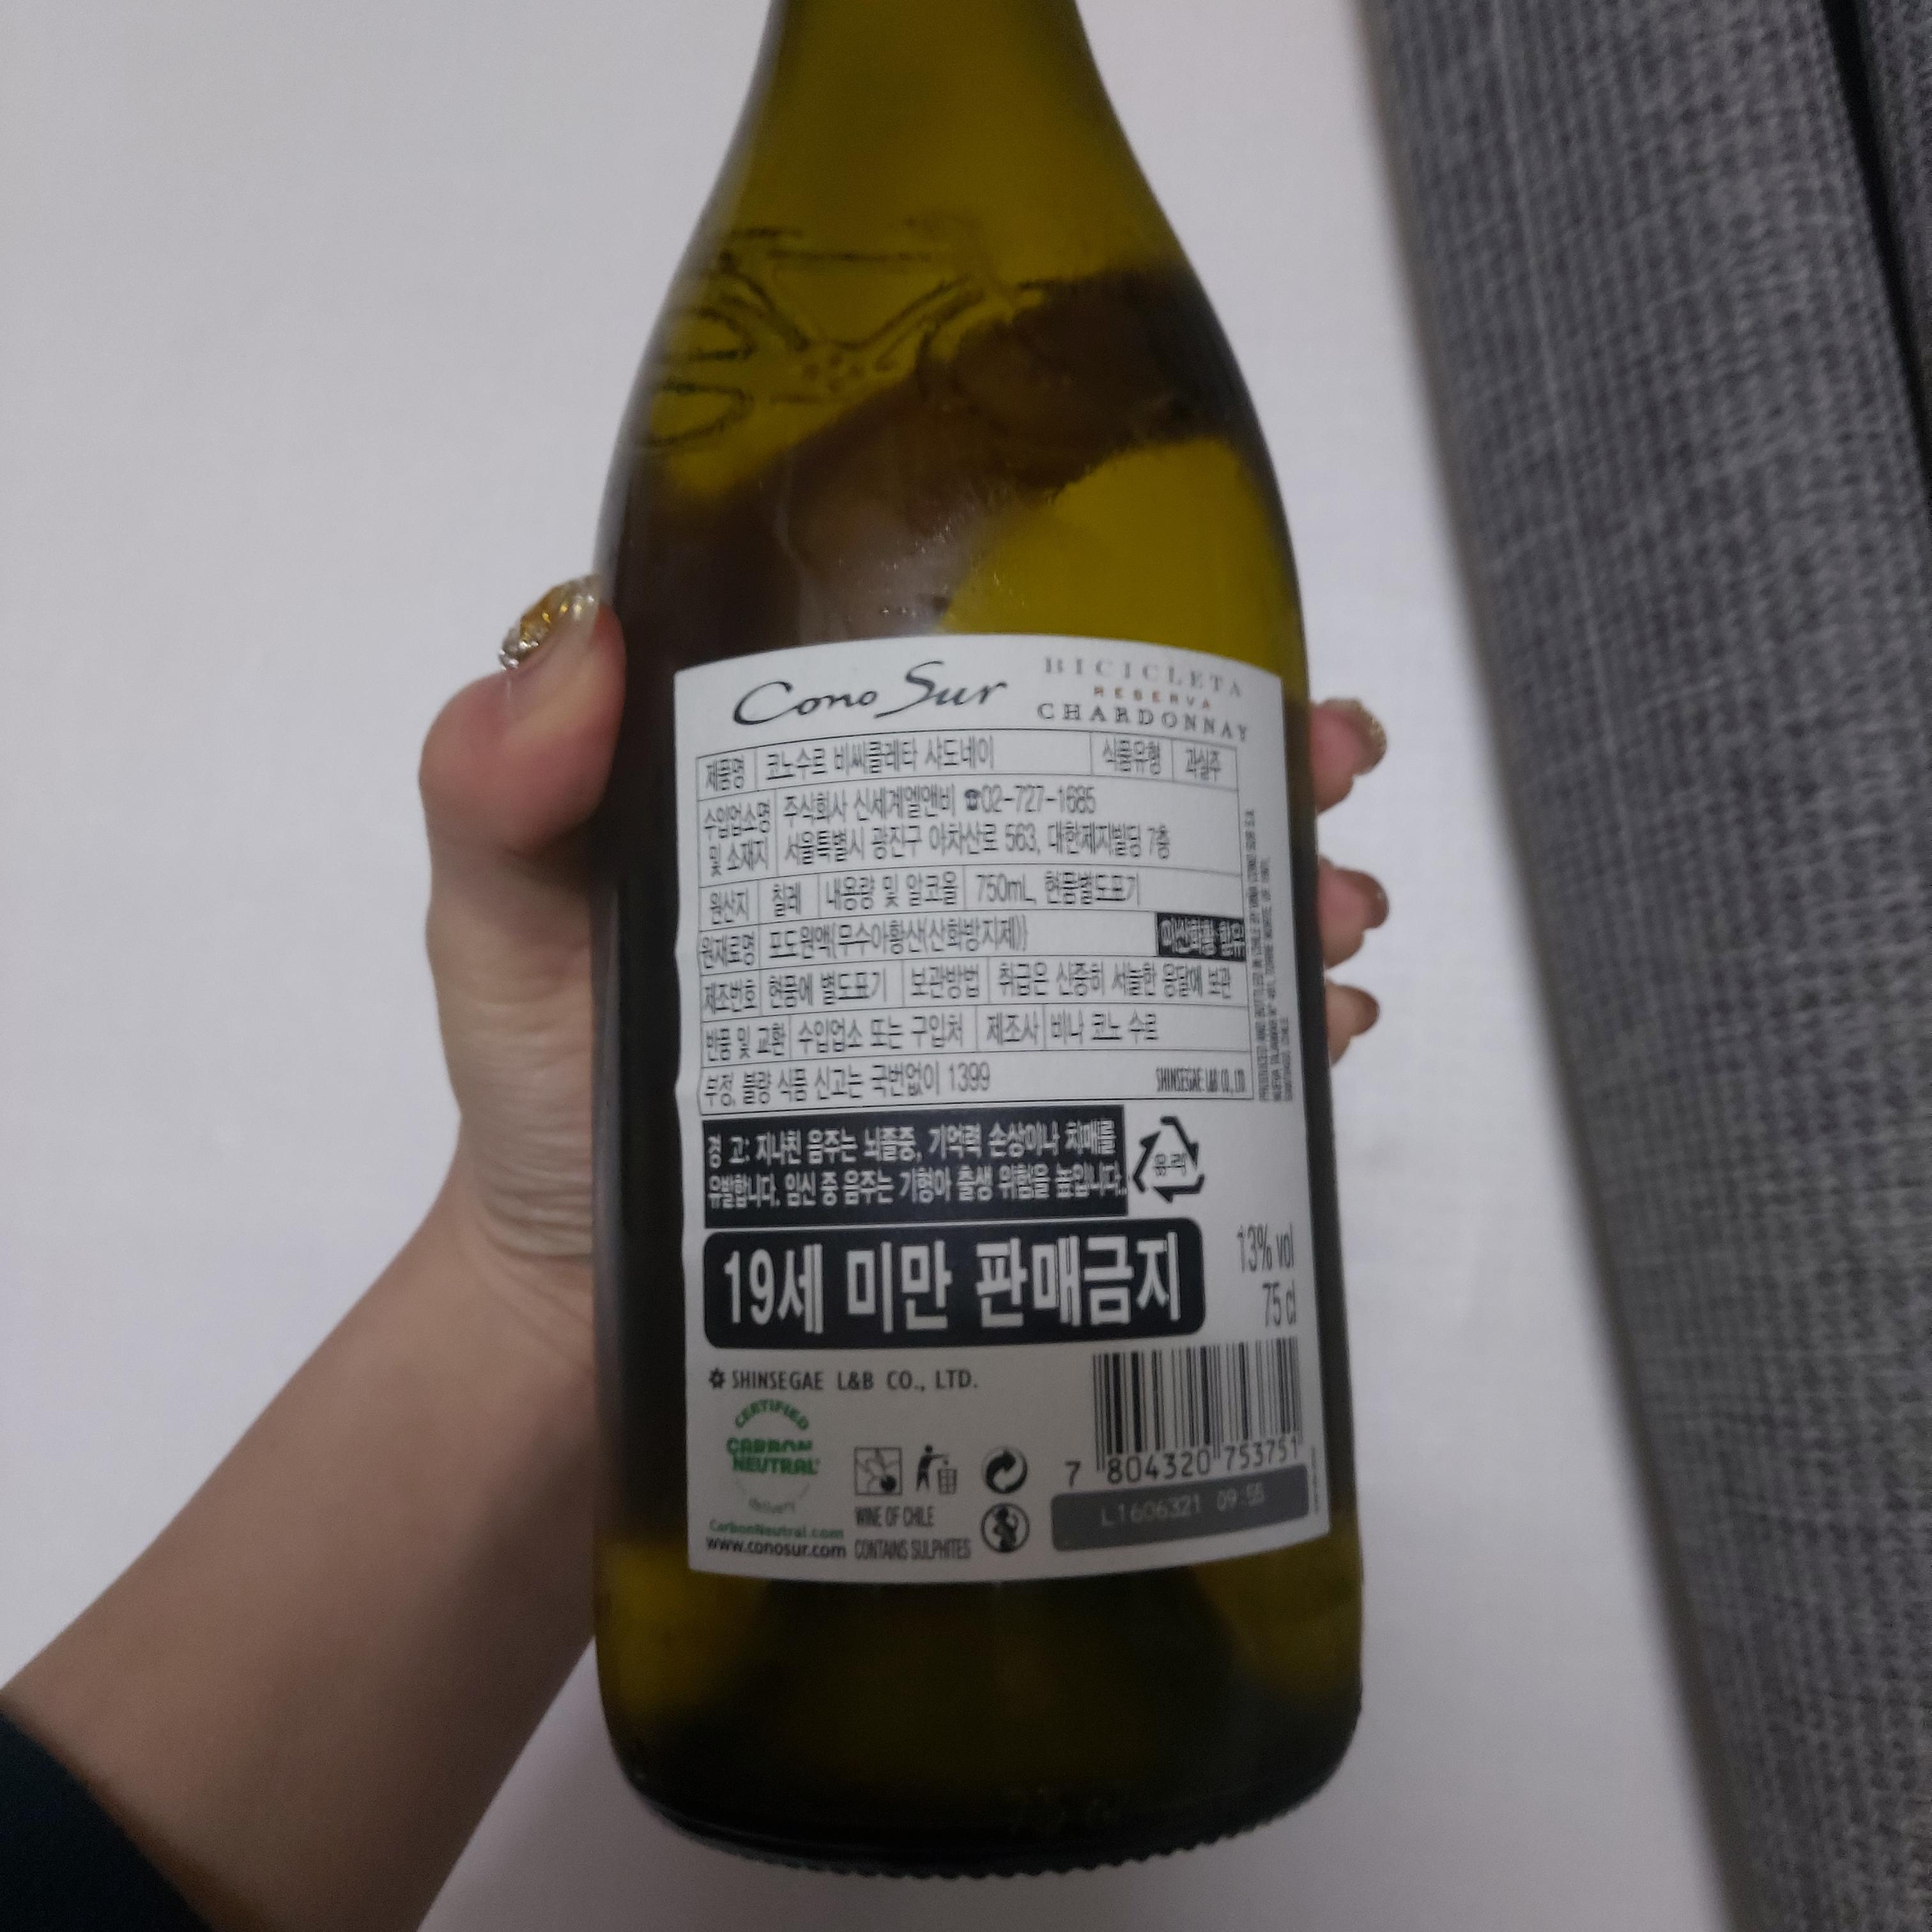 Cono Sur
BICICLETA
RESERVA
CHARDONNAY
제품명 코노수르 비씨클레타 샤도네이 식품유형 과실주
수입업소명 및 소재지 주식회사 신세계엘앤비 ☎02-727-1685
서울특별시 광진구 아차산로 563, 대한제지빌딩 7층
원산지 칠레 내용량 및 알코올 750mL, 현품별도표기
원재료명 포도원액{무수아황산(산화방지제)} 이산화황 함유
제조번호 현품에 별도표기 보관방법 취급은 신중히 서늘한 응달에 보관
반품 및 교환 수입업소 또는 구입처 제조사 비나 코노 수르
부정, 불량 식품 신고는 국번없이 1399 SHINSEGAE L&B CO., LTD.
경 고: 지나친 음주는 뇌졸중, 기억력 손상이나 치매를
유발합니다. 임신 중 음주는 기형아 출생 위험을 높입니다.
유리
19세 미만 판매금지
13% vol
75 cl
SHINSEGAE L&B CO., LTD.
CERTIFIED
CARBON
NEUTRAL
delivery
CarbonNeutral.com
www.conosur.com
WINE OF CHILE
CONTAINS SULPHITES
7 804320 753751
L1606321 09:55